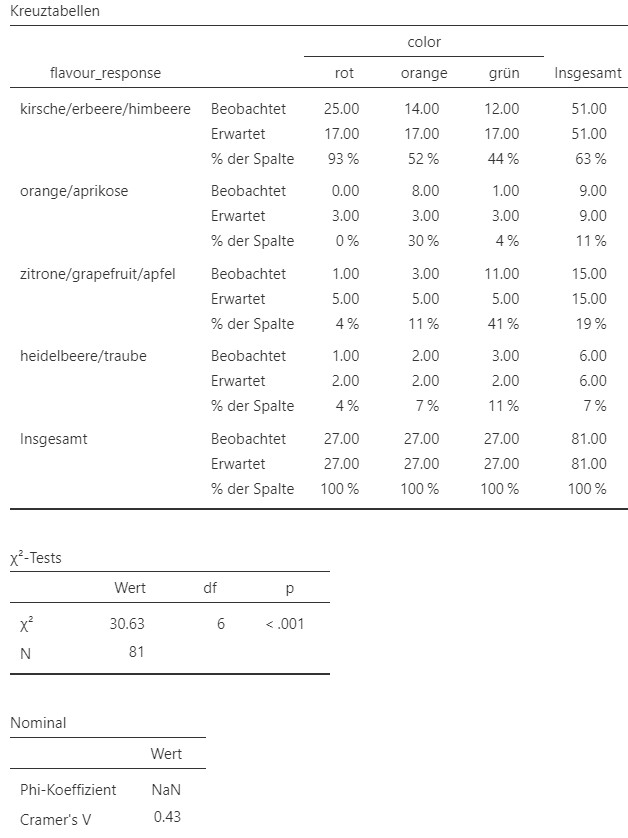 Kreuztabellen
color
flavour_response rot orange grün Insgesamt
kirsche/erbeere/himbeere Beobachtet 25.00 14.00 12.00 51.00
Erwartet 17.00 17.00 17.00 51.00
% der Spalte 93 % 52 % 44 % 63 %
orange/aprikose Beobachtet 0.00 8.00 1.00 9.00
Erwartet 3.00 3.00 3.00 9.00
% der Spalte 0 % 30 % 4 % 11 %
zitrone/grapefruit/apfel Beobachtet 1.00 3.00 11.00 15.00
Erwartet 5.00 5.00 5.00 15.00
% der Spalte 4 % 11 % 41 % 19 %
heidelbeere/traube Beobachtet 1.00 2.00 3.00 6.00
Erwartet 2.00 2.00 2.00 6.00
% der Spalte 4 % 7 % 11 % 7 %
Insgesamt Beobachtet 27.00 27.00 27.00 81.00
Erwartet 27.00 27.00 27.00 81.00
% der Spalte 100 % 100 % 100 % 100 %
χ²-Tests
Wert df p
χ² 30.63 6 < .001
N 81
Nominal
Wert
Phi-Koeffizient NaN
Cramer's V 0.43